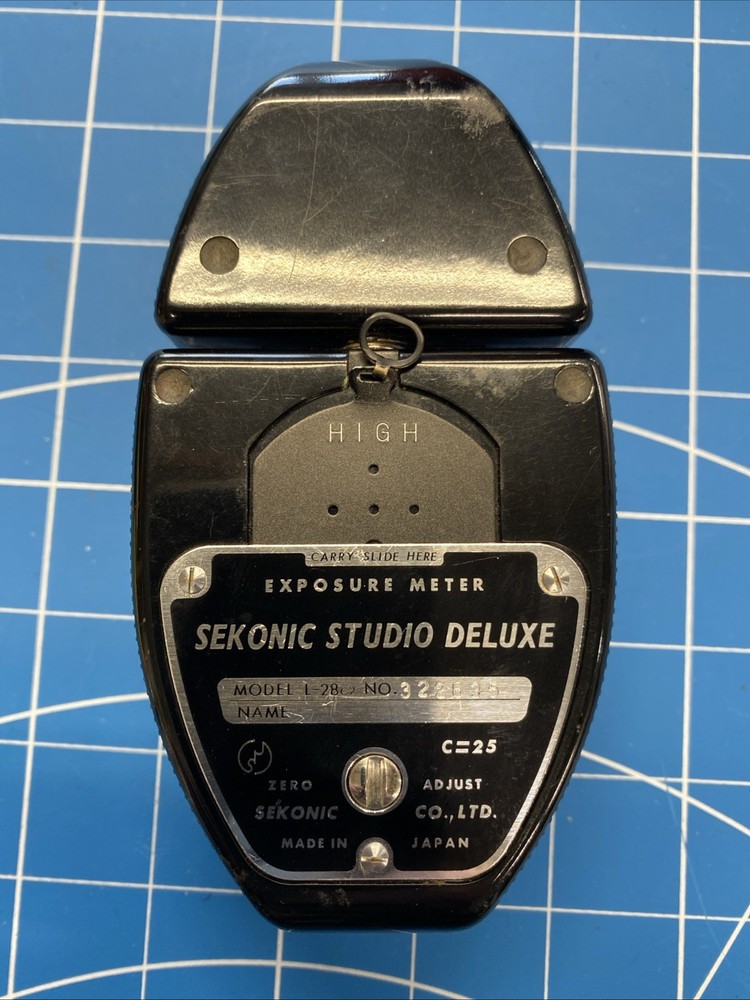 HIGH
CARRY SLIDE HERE
EXPOSURE METER
SEKONIC STUDIO DELUXE
MODEL NO.
NAME
C=25
ZERO ADJUST
SEKONIC CO., LTD.
MADE IN JAPAN